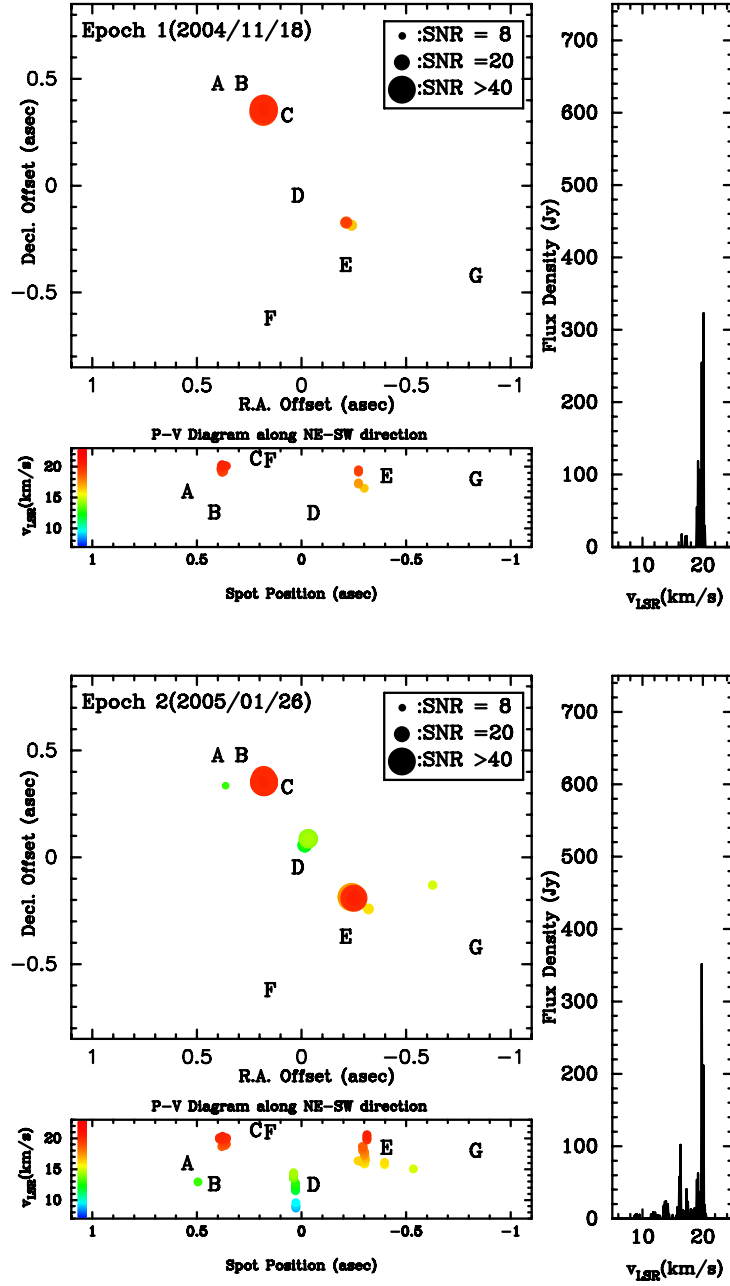 Epoch 1(2004/11/18)
:SNR = 8
:SNR =20
:SNR >40
A B
C
D
E
F
G
0.5
0
−0.5
Decl. Offset (asec)
1 0.5 0 −0.5 −1
R.A. Offset (asec)
700
600
500
400
300
200
100
0
Flux Density (Jy)
10 20
v_LSR(km/s)
P−V Diagram along NE−SW direction
20
15
10
v_LSR(km/s)
A
B
C F
D
E
G
1 0.5 0 −0.5 −1
Spot Position (asec)
Epoch 2(2005/01/26)
:SNR = 8
:SNR =20
:SNR >40
A B
C
D
E
F
G
0.5
0
−0.5
Decl. Offset (asec)
1 0.5 0 −0.5 −1
R.A. Offset (asec)
700
600
500
400
300
200
100
0
Flux Density (Jy)
10 20
v_LSR(km/s)
P−V Diagram along NE−SW direction
20
15
10
v_LSR(km/s)
A
B
C F
D
E
G
1 0.5 0 −0.5 −1
Spot Position (asec)